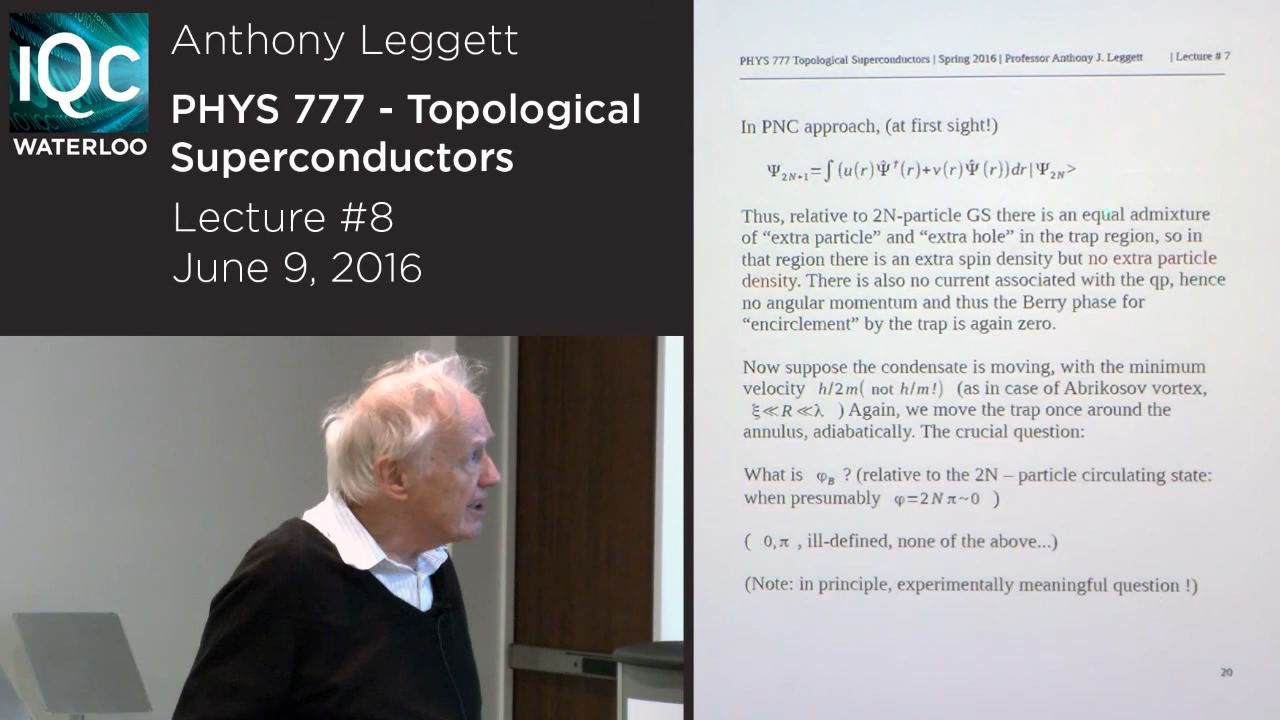 IQC
WATERLOO
Anthony Leggett
PHYS 777 - Topological
Superconductors
Lecture #8
June 9, 2016
PHYS 777 Topological Superconductors | Spring 2016 | Professor Anthony J. Leggett | Lecture # 7
In PNC approach, (at first sight!)
Ψ_{2N+1}=∫(u(r)Ψ̂†(r)+v(r)Ψ̂(r))dr|Ψ_{2N}>
Thus, relative to 2N-particle GS there is an equal admixture
of “extra particle” and “extra hole” in the trap region, so in
that region there is an extra spin density but no extra particle
density. There is also no current associated with the qp, hence
no angular momentum and thus the Berry phase for
“encirclement” by the trap is again zero.
Now suppose the condensate is moving, with the minimum
velocity h/2m( not h/m!) (as in case of Abrikosov vortex,
ξ≪R≪λ ) Again, we move the trap once around the
annulus, adiabatically. The crucial question:
What is φ_B ? (relative to the 2N – particle circulating state:
when presumably φ=2Nπ~0 )
( 0,π , ill-defined, none of the above...)
(Note: in principle, experimentally meaningful question !)
20